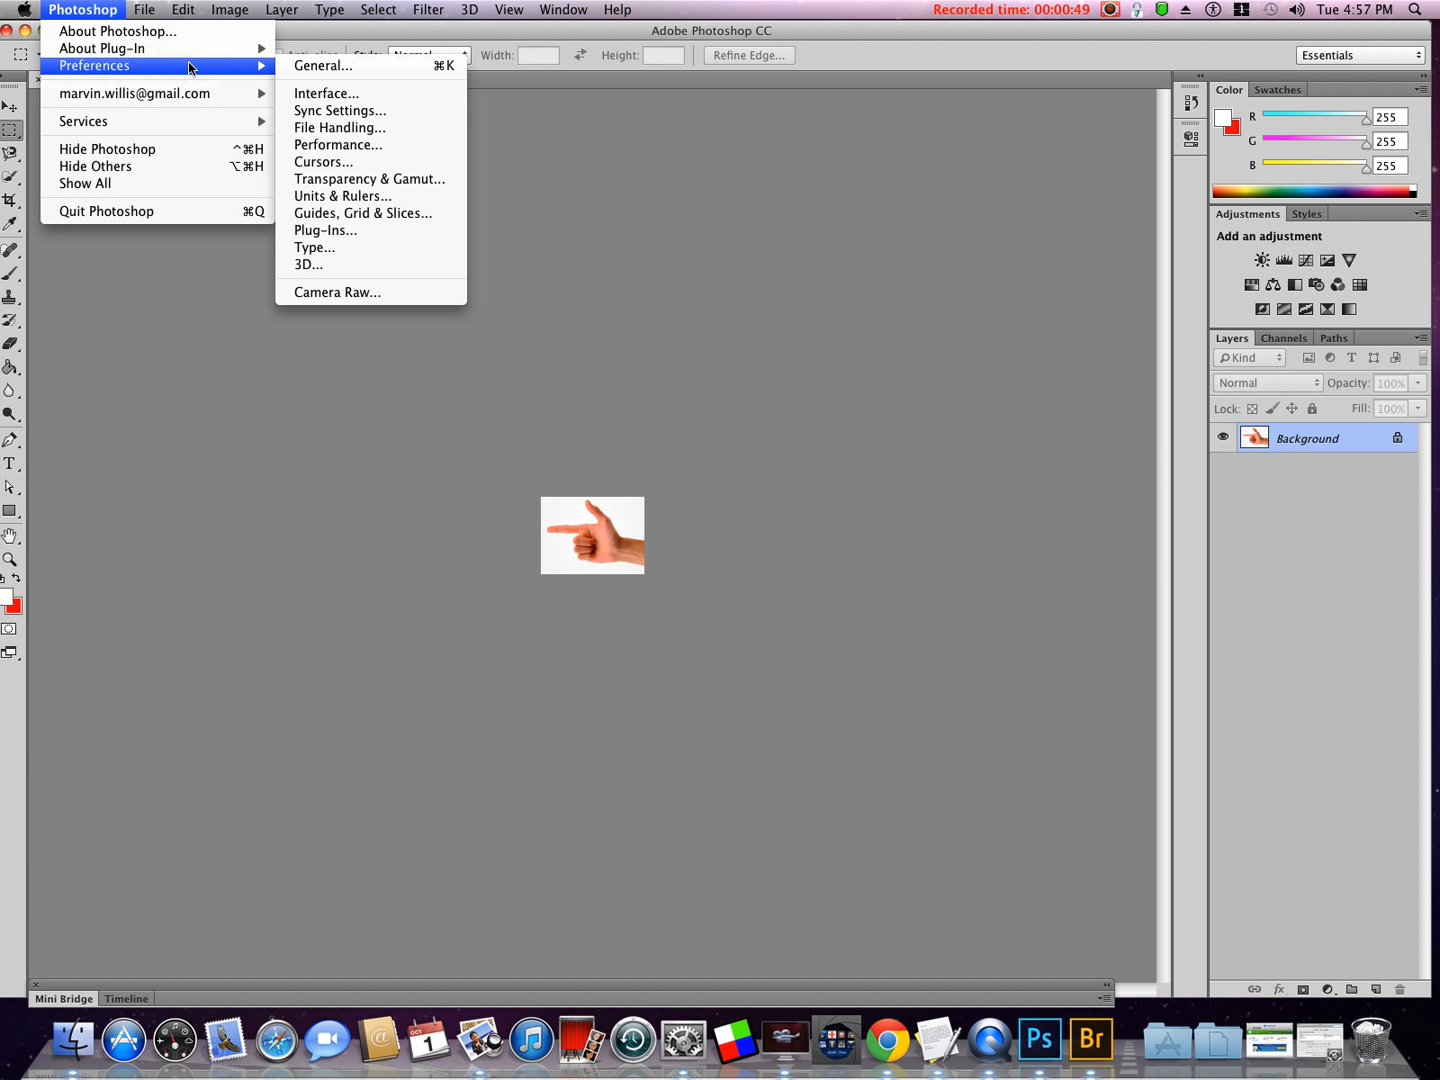 Photoshop File Edit Image Layer Type Select Filter 3D View Window Help Recorded time: 00:00:49 1 Tue 4:57 PM
Adobe Photoshop CC
Width: Height: Refine Edge... Essentials
About Photoshop...
About Plug-In
Preferences
marvin.willis@gmail.com
Services
Hide Photoshop ^⌘H
Hide Others ⌥⌘H
Show All
Quit Photoshop ⌘Q
General... ⌘K
Interface...
Sync Settings...
File Handling...
Performance...
Cursors...
Transparency & Gamut...
Units & Rulers...
Guides, Grid & Slices...
Plug-Ins...
Type...
3D...
Camera Raw...
Color Swatches
R 255
G 255
B 255
Adjustments Styles
Add an adjustment
Layers Channels Paths
Kind
Normal Opacity: 100%
Lock: Fill: 100%
Background
fx
Mini Bridge Timeline
OCT
1
Ps
Br